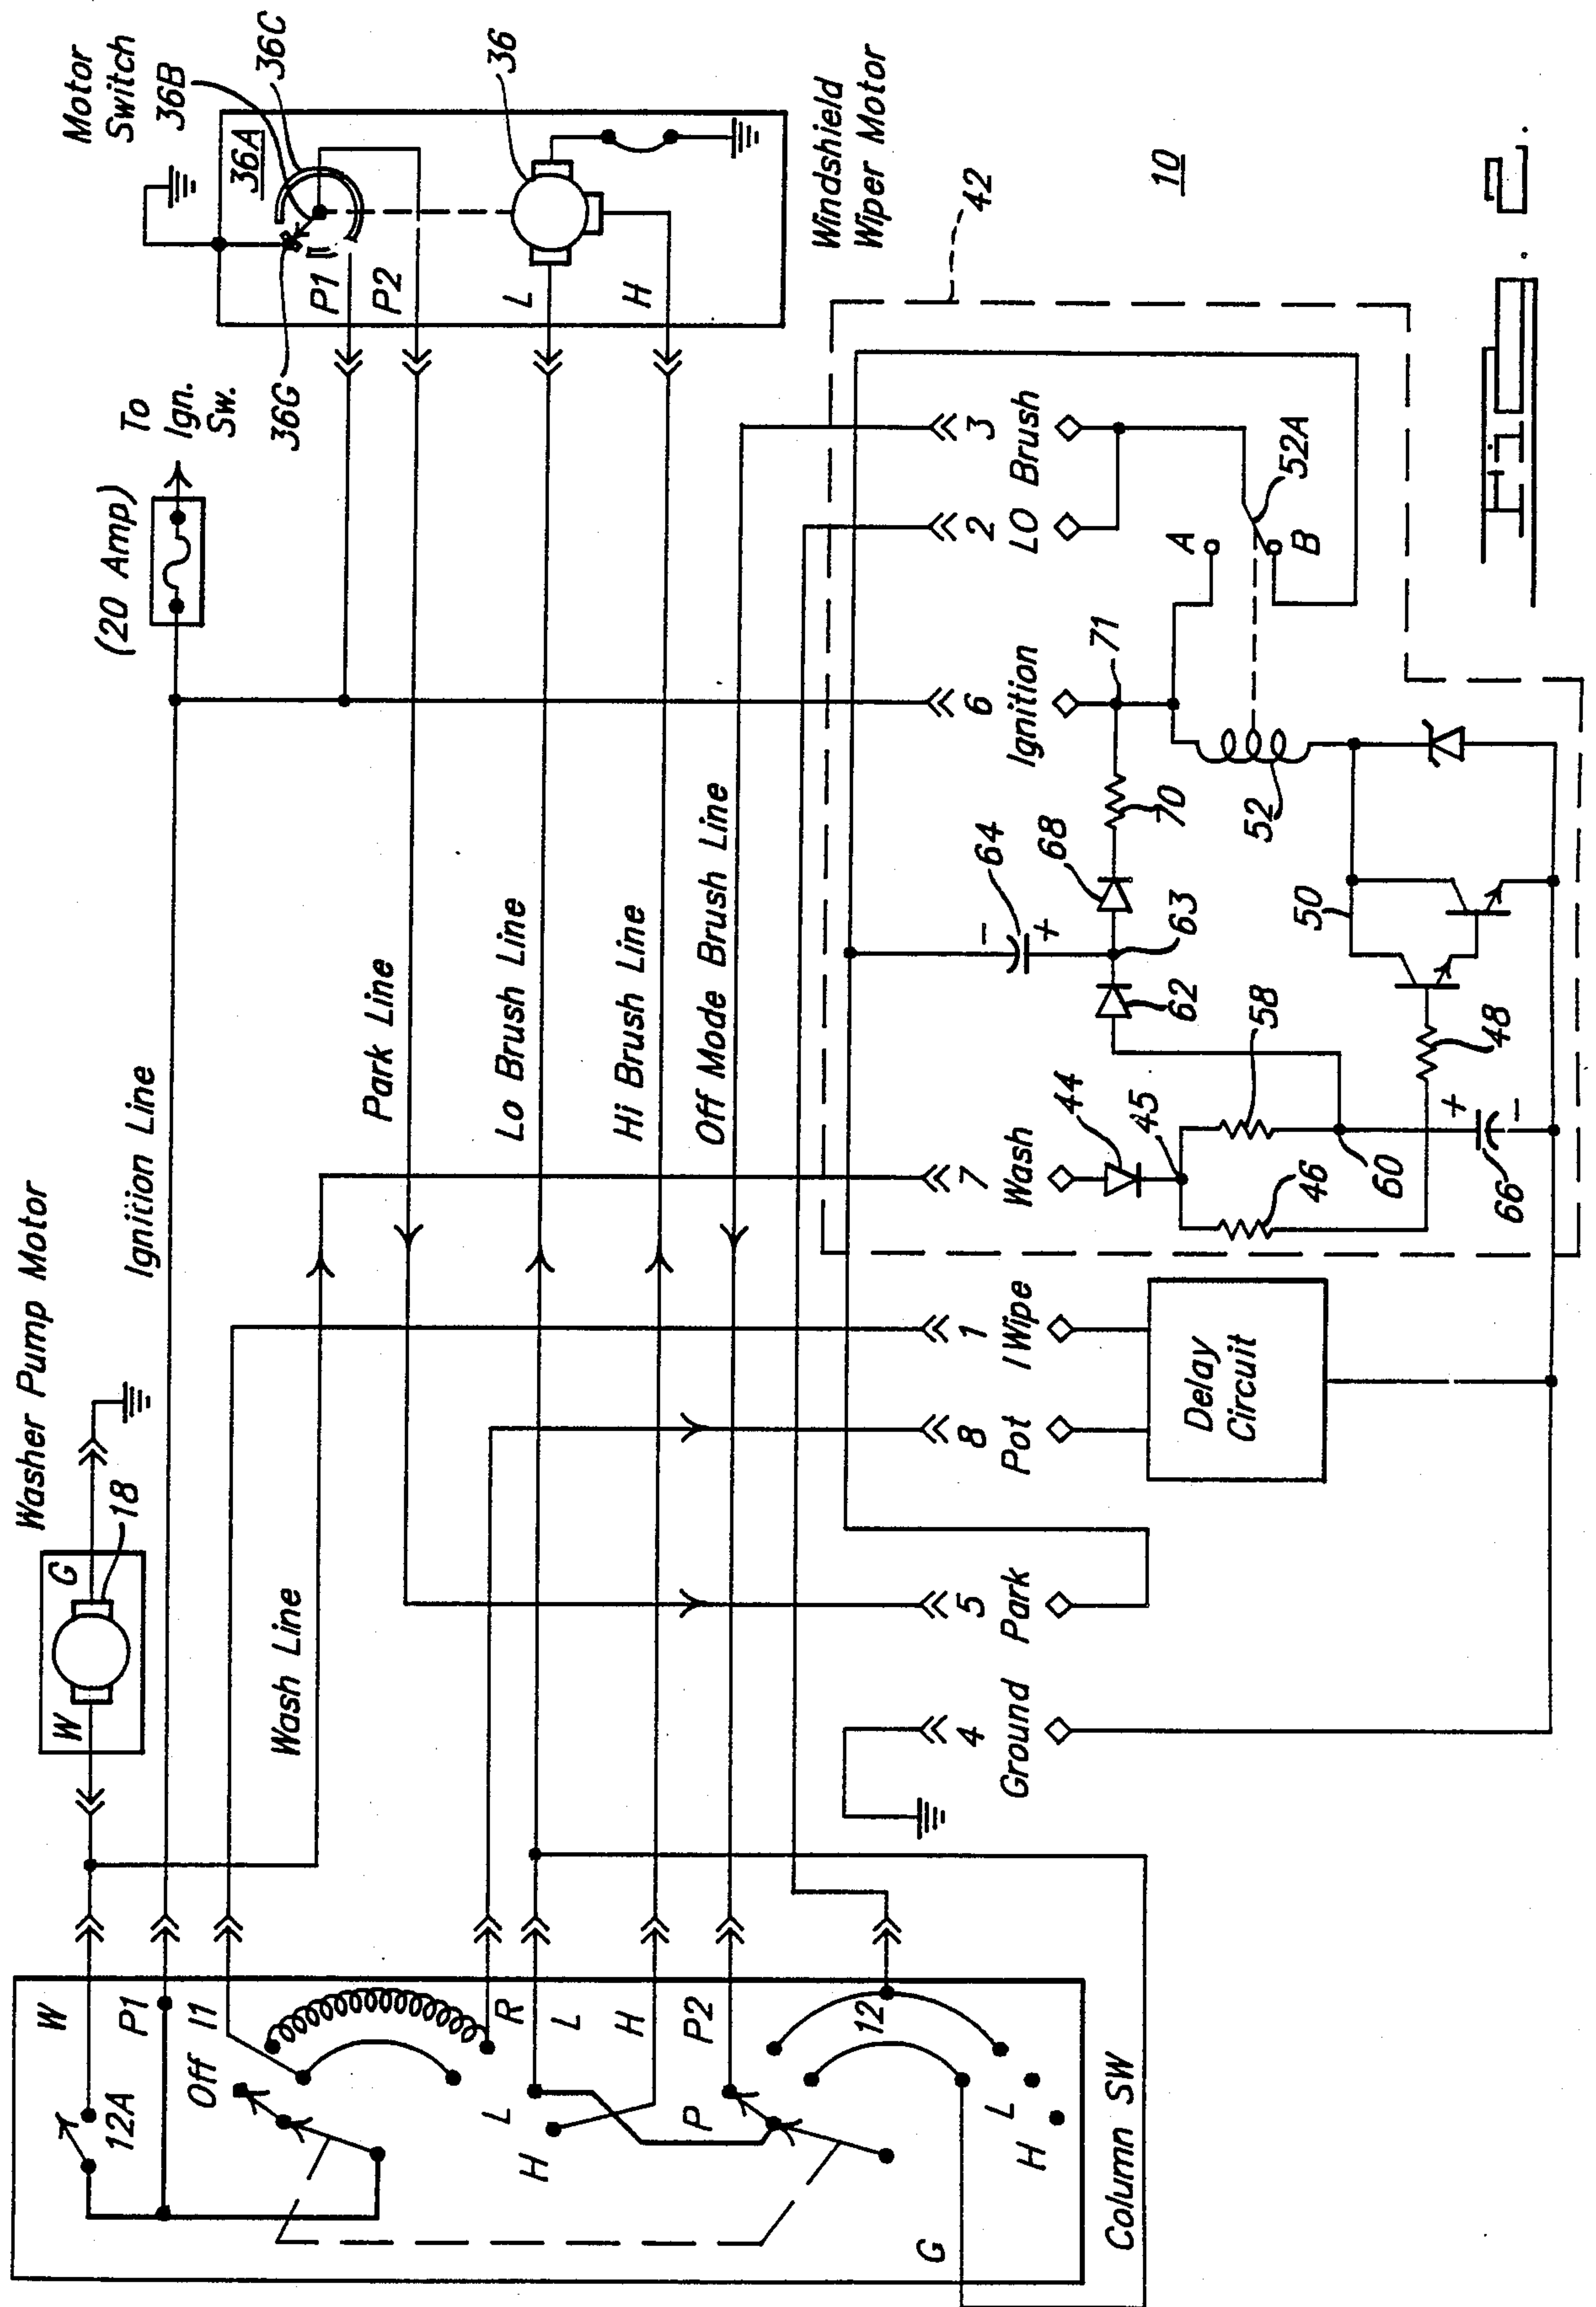 Washer Pump Motor
W
G
18
Ignition Line
(20 Amp)
To
Ign.
Sw.
Motor
Switch
36B
36C
36A
36G
P1
P2
L
H
36
Windshield
Wiper Motor
W
P1
I1
Off
12A
R
L
H
P2
L
H
P
12
L
H
G
Column SW
Wash Line
Park Line
Lo Brush Line
Hi Brush Line
Off Mode Brush Line
42
10
4
Ground
5
Park
8
Pot
1
I Wipe
7
Wash
6
Ignition
2
3
LO Brush
Delay
Circuit
44
45
46
58
60
66
62
63
64
68
70
71
48
50
52
52A
A
B
+
-
+
-